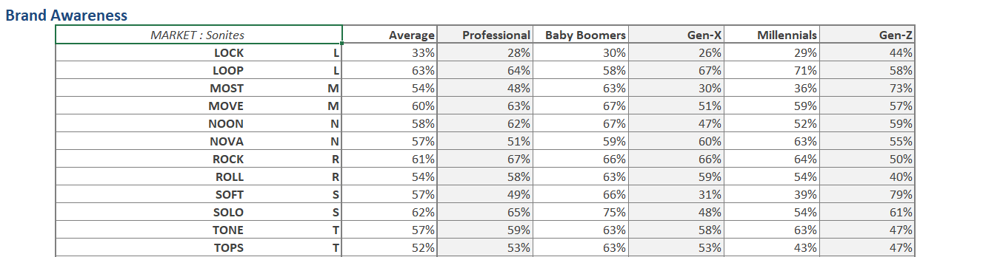 Brand Awareness
MARKET : Sonites Average Professional Baby Boomers Gen-X Millennials Gen-Z
LOCK L 33% 28% 30% 26% 29% 44%
LOOP L 63% 64% 58% 67% 71% 58%
MOST M 54% 48% 63% 30% 36% 73%
MOVE M 60% 63% 67% 51% 59% 57%
NOON N 58% 62% 67% 47% 52% 59%
NOVA N 57% 51% 59% 60% 63% 55%
ROCK R 61% 67% 66% 66% 64% 50%
ROLL R 54% 58% 63% 59% 54% 40%
SOFT S 57% 49% 66% 31% 39% 79%
SOLO S 62% 65% 75% 48% 54% 61%
TONE T 57% 59% 63% 58% 63% 47%
TOPS T 52% 53% 63% 53% 43% 47%